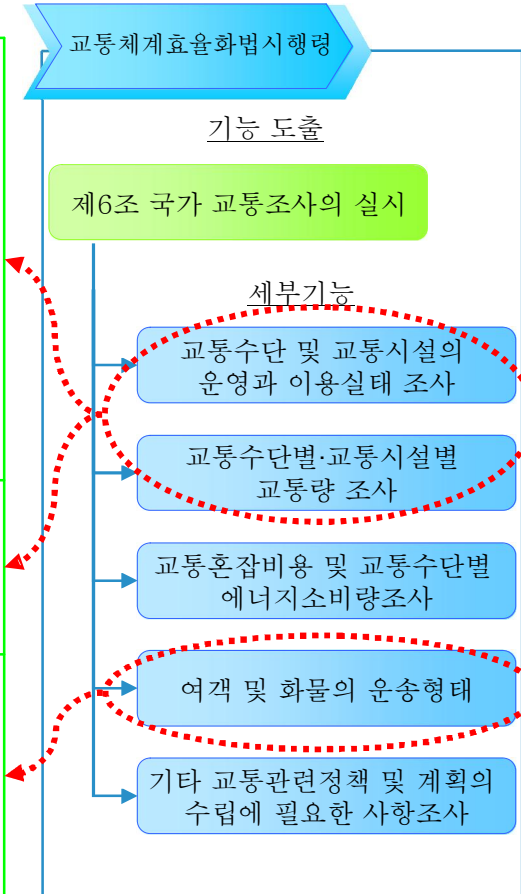 교통체계효율화법시행령
기능 도출
제6조 국가 교통조사의 실시
세부기능
교통수단 및 교통시설의
운영과 이용실태 조사
교통수단별·교통시설별
교통량 조사
교통혼잡비용 및 교통수단별
에너지소비량조사
여객 및 화물의 운송형태
기타 교통관련정책 및 계획의
수립에 필요한 사항조사